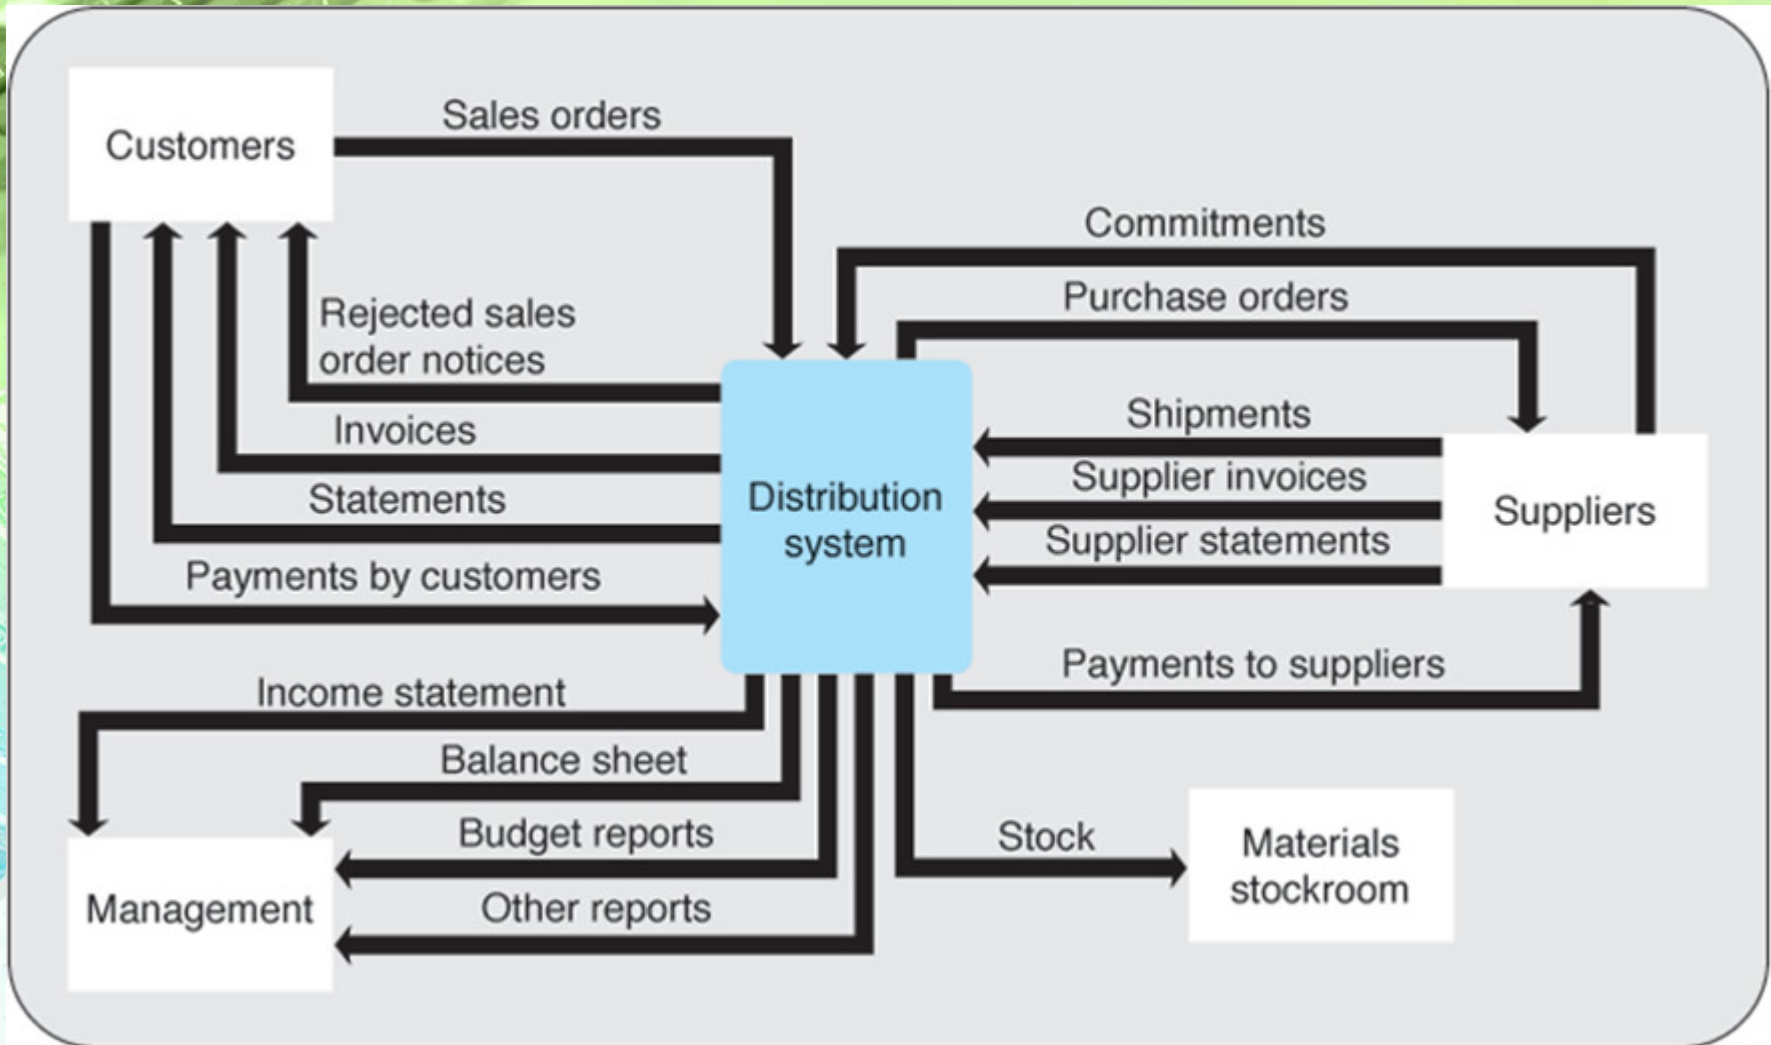 Customers
Sales orders
Commitments
Purchase orders
Rejected sales
order notices
Invoices
Statements
Payments by customers
Distribution
system
Shipments
Supplier invoices
Supplier statements
Suppliers
Payments to suppliers
Income statement
Balance sheet
Budget reports
Other reports
Management
Stock
Materials
stockroom